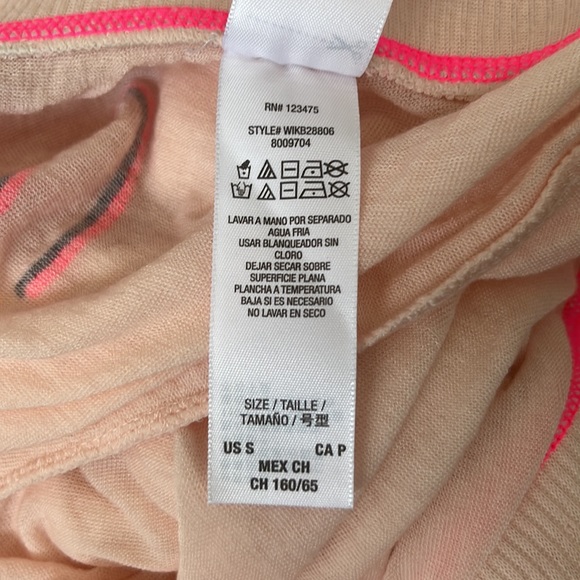 RN# 123475
STYLE# WIKB28806
8009704
LAVAR A MANO POR SEPARADO
AGUA FRIA
USAR BLANQUEADOR SIN
CLORO
DEJAR SECAR SOBRE
SUPERFICIE PLANA
PLANCHA A TEMPERATURA
BAJA SI ES NECESARIO
NO LAVAR EN SECO
SIZE / TAILLE /
TAMAÑO / 号型
US S CA P
MEX CH
CH 160/65